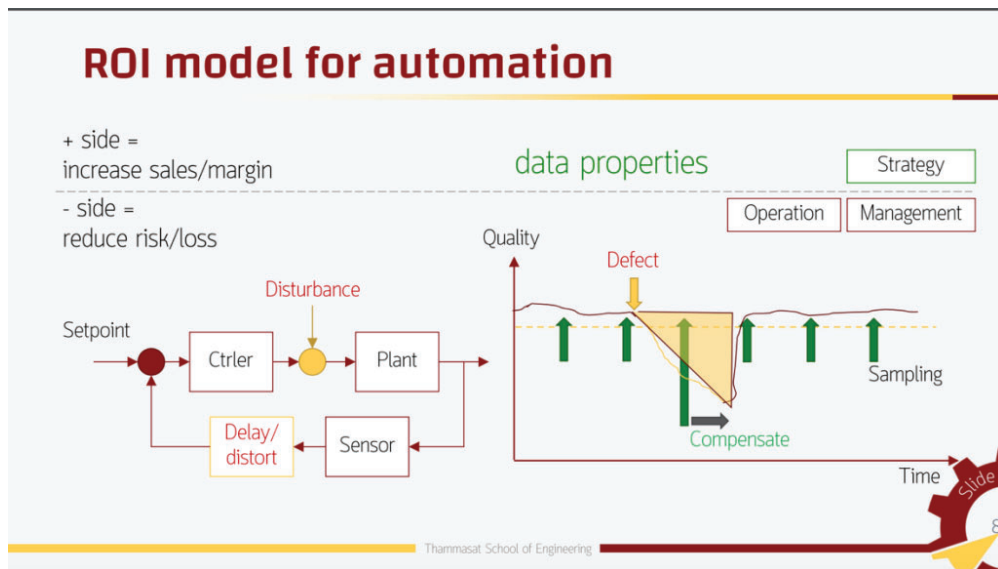 ROI model for automation
+ side =
increase sales/margin
data properties
Strategy
- side =
reduce risk/loss
Operation
Management
Quality
Defect
Disturbance
Setpoint
Ctrler
Plant
Sampling
Delay/
distort
Sensor
Compensate
Time
Slide
8
Thammasat School of Engineering